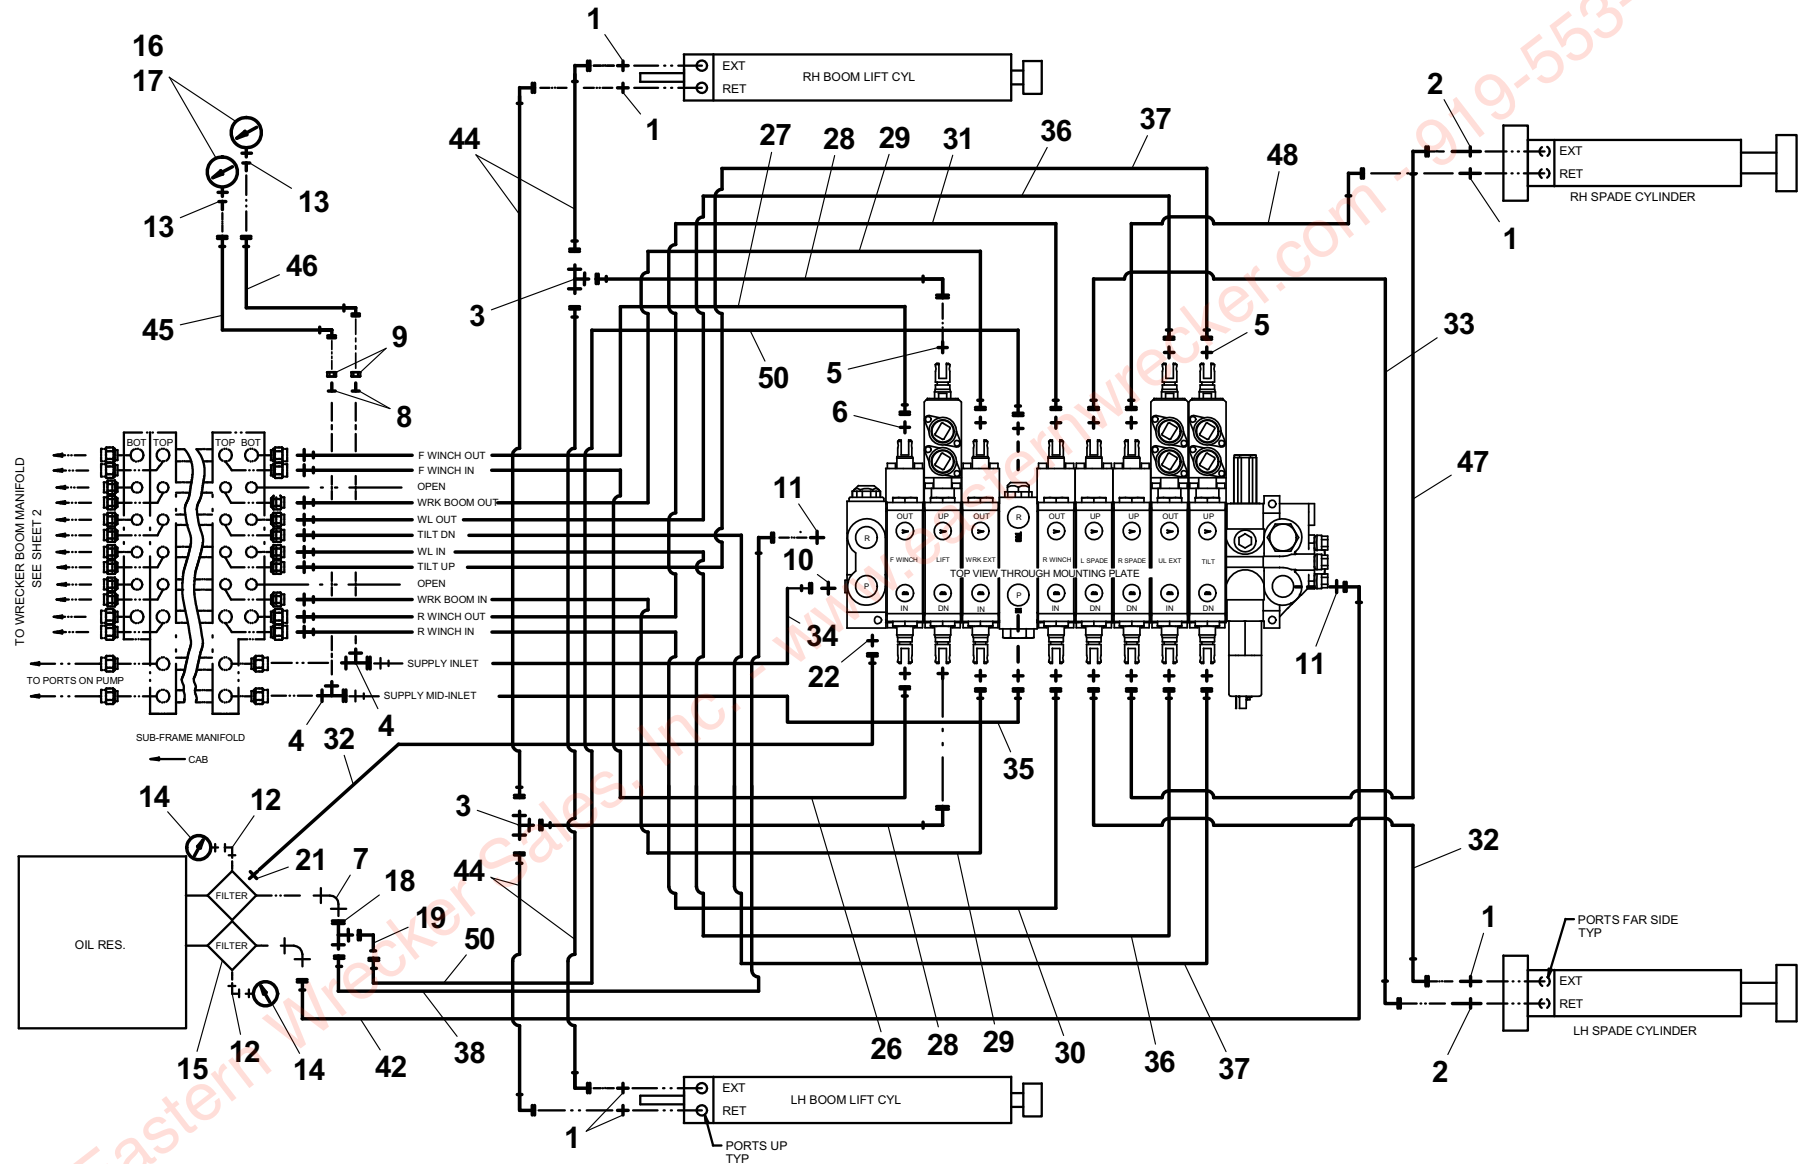 1
16
17
EXT
RH BOOM LIFT CYL
RET
1
2
27
28
29
31
36
37
48
44
EXT
RET
RH SPADE CYLINDER
1
13
13
46
45
3
9
8
50
5
6
5
33
47
TO WRECKER BOOM MANIFOLD
SEE SHEET 2
BOT TOP
TOP BOT
F WINCH OUT
F WINCH IN
OPEN
WRK BOOM OUT
WL OUT
TILT DN
WL IN
TILT UP
OPEN
WRK BOOM IN
R WINCH OUT
R WINCH IN
SUPPLY INLET
SUPPLY MID-INLET
TO PORTS ON PUMP
SUB-FRAME MANIFOLD
CAB
4
4
32
11
10
34
22
35
11
R
P
OUT UP OUT R OUT UP UP OUT UP
F WINCH LIFT WRK EXT R WINCH L SPADE R SPADE UL EXT TILT
TOP VIEW THROUGH MOUNTING PLATE
IN DN IN P IN DN DN IN DN
14
12
21
7
18
19
50
3
44
32
OIL RES.
FILTER
FILTER
15
12
14
42
38
26
28
29
30
36
37
1
PORTS FAR SIDE
TYP
EXT
RET
LH SPADE CYLINDER
2
EXT
LH BOOM LIFT CYL
RET
1
PORTS UP
TYP
Eastern Wrecker Sales, Inc. - www.easternwrecker.com - 919-553-